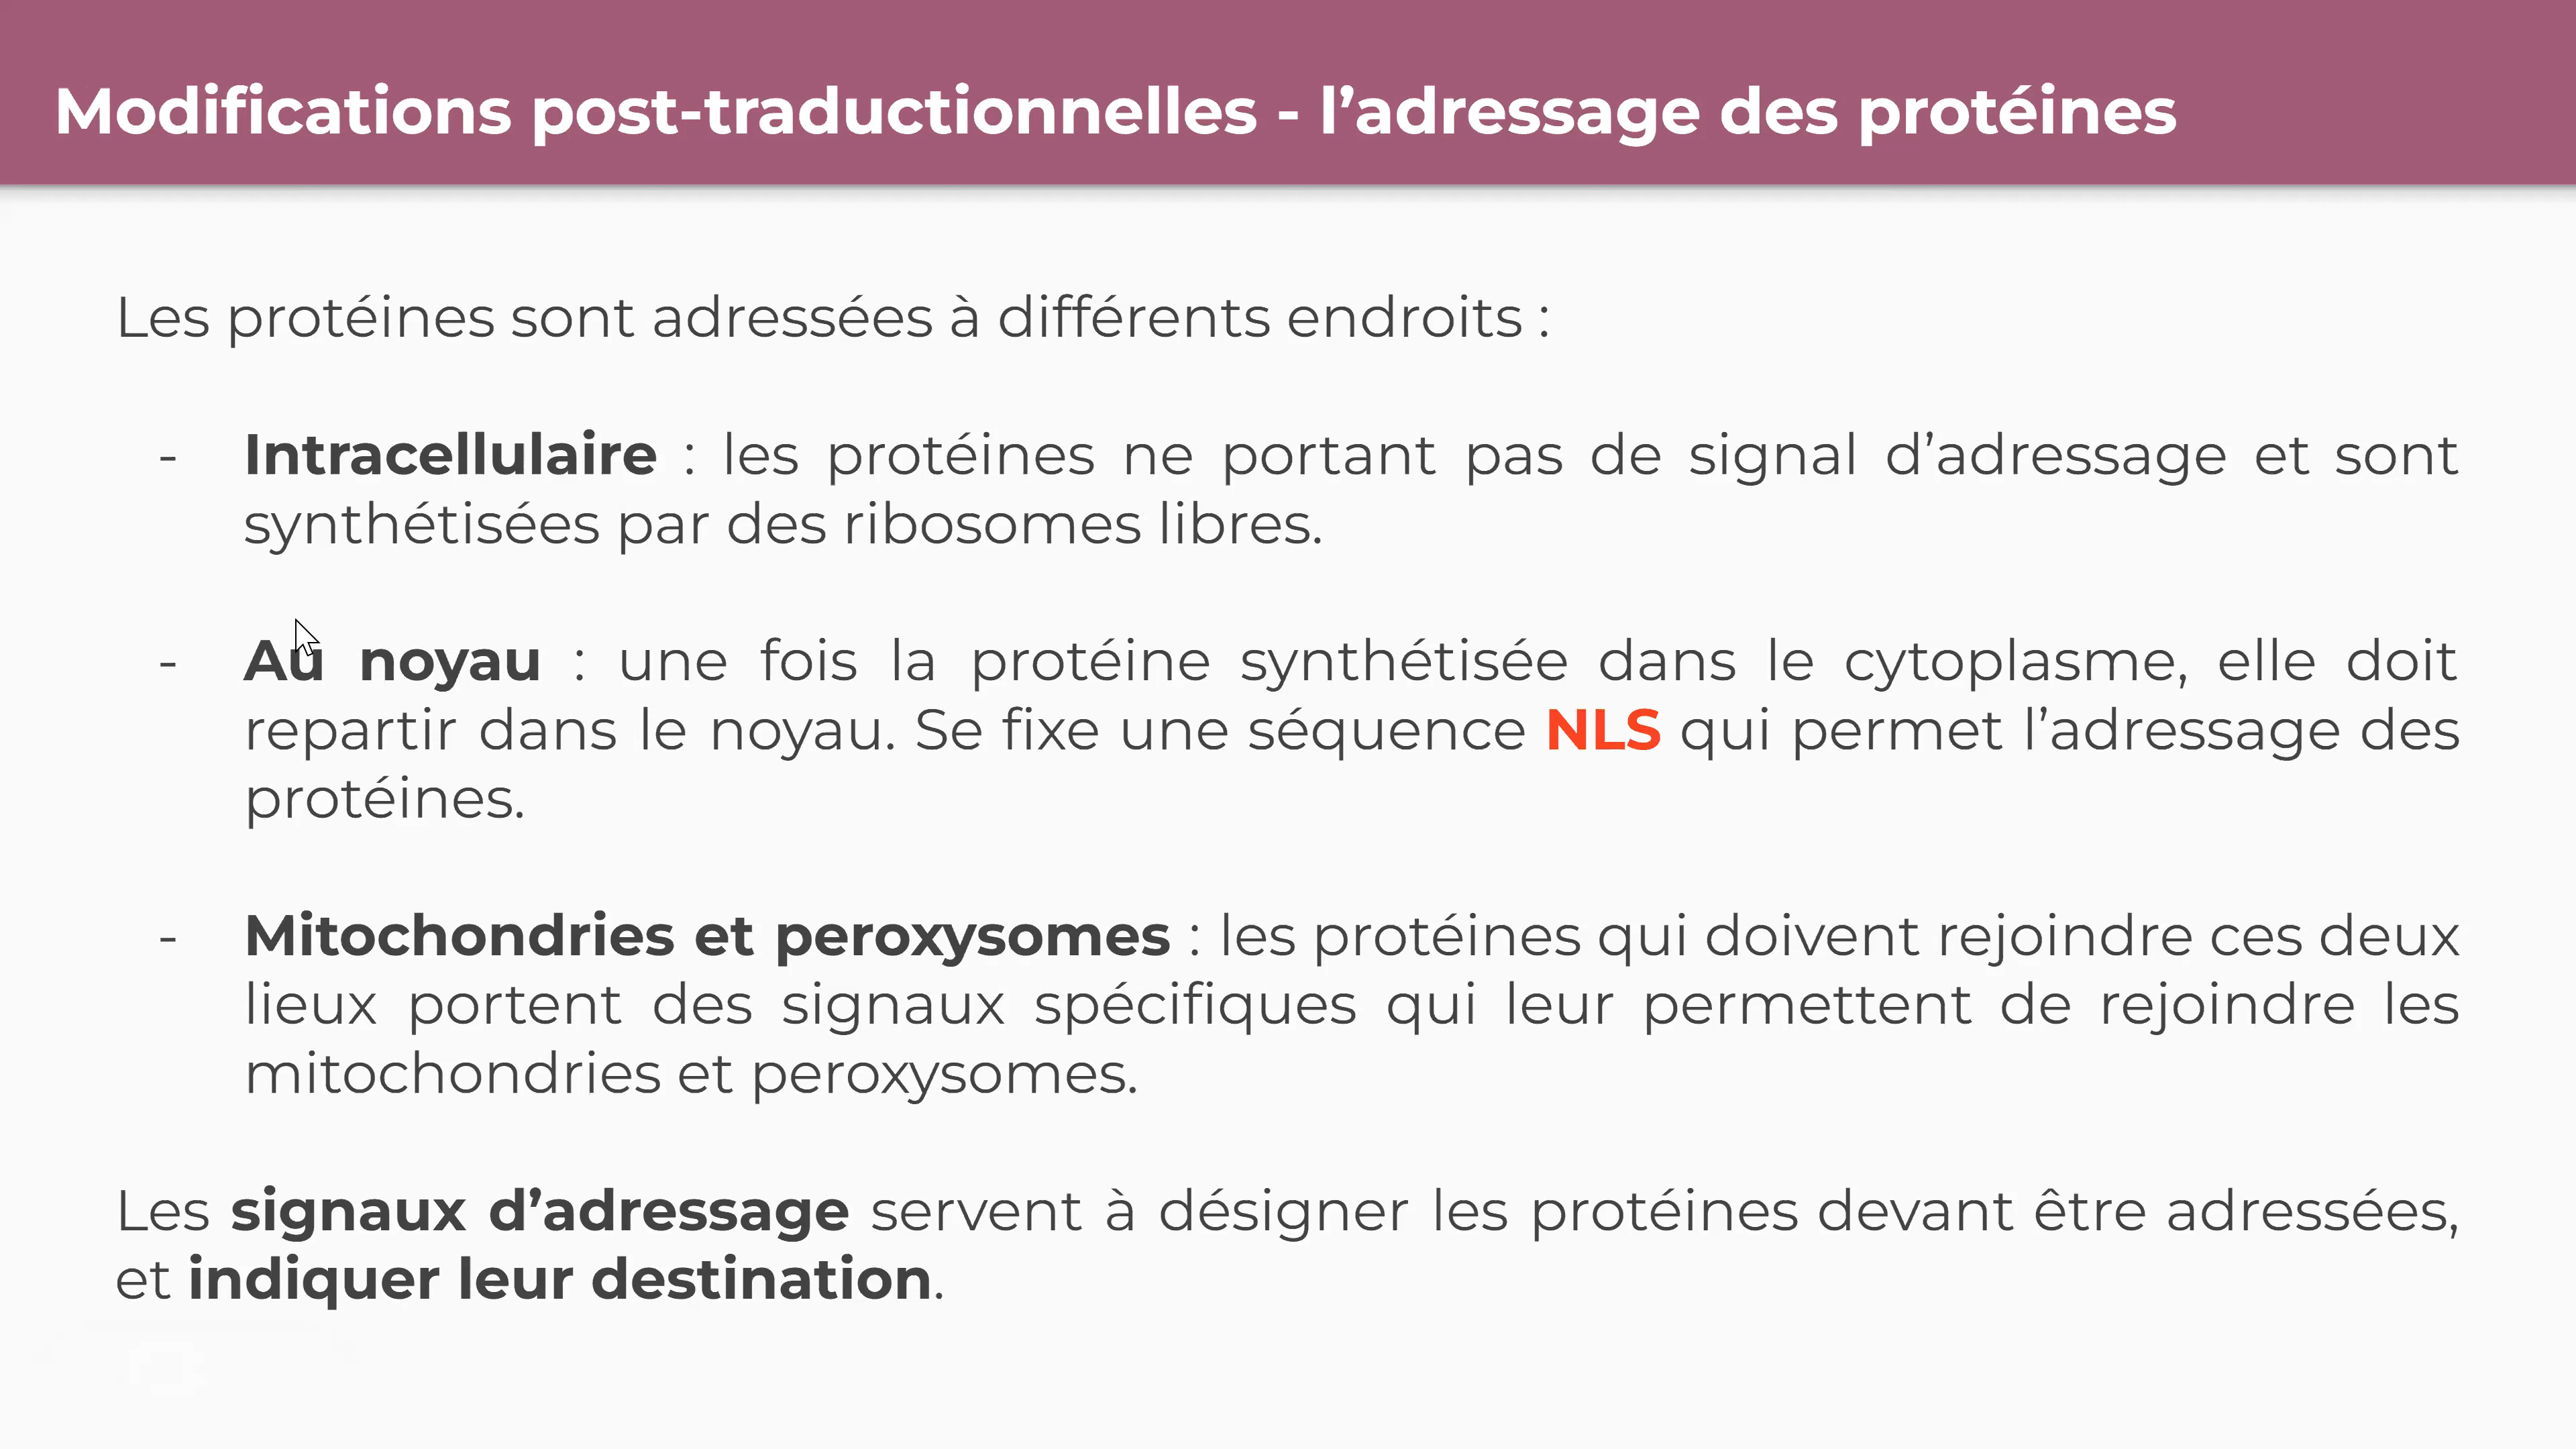 Modifications post-traductionnelles - l’adressage des protéines
Les protéines sont adressées à différents endroits :
- Intracellulaire : les protéines ne portant pas de signal d’adressage et sont
synthétisées par des ribosomes libres.
- Au noyau : une fois la protéine synthétisée dans le cytoplasme, elle doit
repartir dans le noyau. Se fixe une séquence NLS qui permet l’adressage des
protéines.
- Mitochondries et peroxysomes : les protéines qui doivent rejoindre ces deux
lieux portent des signaux spécifiques qui leur permettent de rejoindre les
mitochondries et peroxysomes.
Les signaux d’adressage servent à désigner les protéines devant être adressées,
et indiquer leur destination.